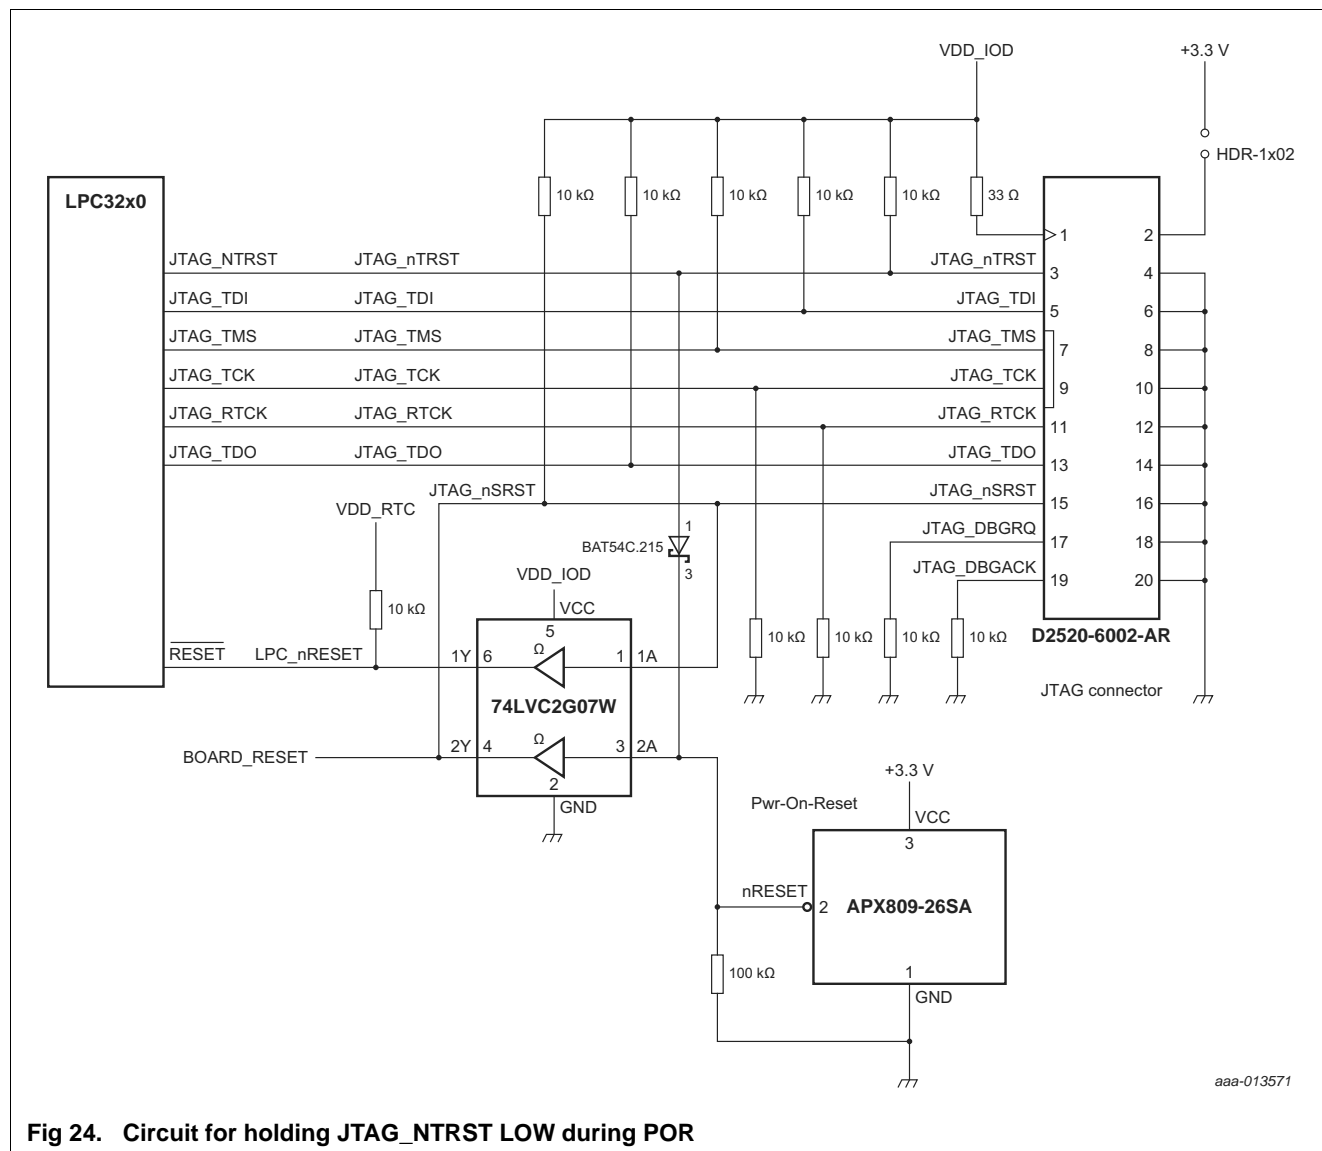 VDD_IOD
+3.3 V
HDR-1x02
10 kΩ
10 kΩ
10 kΩ
10 kΩ
10 kΩ
33 Ω
LPC32x0
1
2
JTAG_NTRST
JTAG_nTRST
JTAG_nTRST
3
4
JTAG_TDI
JTAG_TDI
JTAG_TDI
5
6
JTAG_TMS
JTAG_TMS
JTAG_TMS
7
8
JTAG_TCK
JTAG_TCK
JTAG_TCK
9
10
JTAG_RTCK
JTAG_RTCK
JTAG_RTCK
11
12
JTAG_TDO
JTAG_TDO
JTAG_TDO
13
14
JTAG_nSRST
JTAG_nSRST
15
16
VDD_RTC
JTAG_DBGRQ
17
18
BAT54C.215
1
3
JTAG_DBGACK
19
20
VDD_IOD
VCC
5
10 kΩ
10 kΩ
10 kΩ
10 kΩ
10 kΩ
D2520-6002-AR
JTAG connector
RESET
LPC_nRESET
1Y
6
Ω
1
1A
74LVC2G07W
BOARD_RESET
2Y
4
Ω
3
2A
2
GND
+3.3 V
Pwr-On-Reset
VCC
3
nRESET
2
APX809-26SA
100 kΩ
1
GND
aaa-013571
Fig 24. Circuit for holding JTAG_NTRST LOW during POR